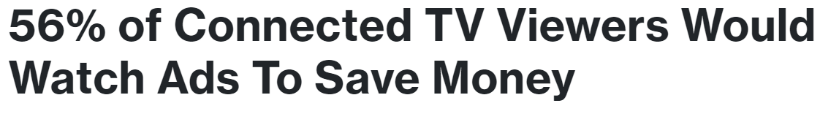 56% of Connected TV Viewers Would
Watch Ads To Save Money